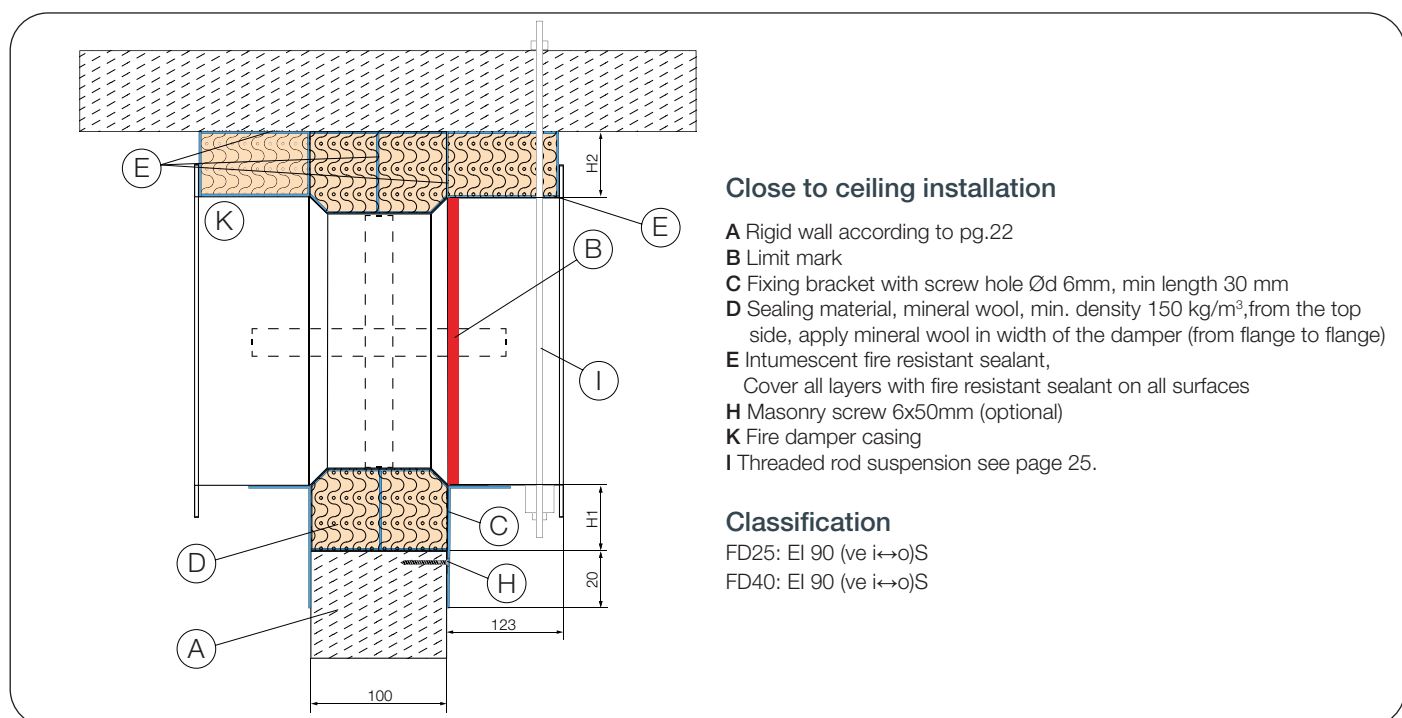 E
K
H2
E
B
I
C
H1
D
H
20
A
123
100
Close to ceiling installation
A Rigid wall according to pg.22
B Limit mark
C Fixing bracket with screw hole Ød 6mm, min length 30 mm
D Sealing material, mineral wool, min. density 150 kg/m³,from the top
side, apply mineral wool in width of the damper (from flange to flange)
E Intumescent fire resistant sealant,
Cover all layers with fire resistant sealant on all surfaces
H Masonry screw 6x50mm (optional)
K Fire damper casing
I Threaded rod suspension see page 25.
Classification
FD25: EI 90 (ve i↔o)S
FD40: EI 90 (ve i↔o)S